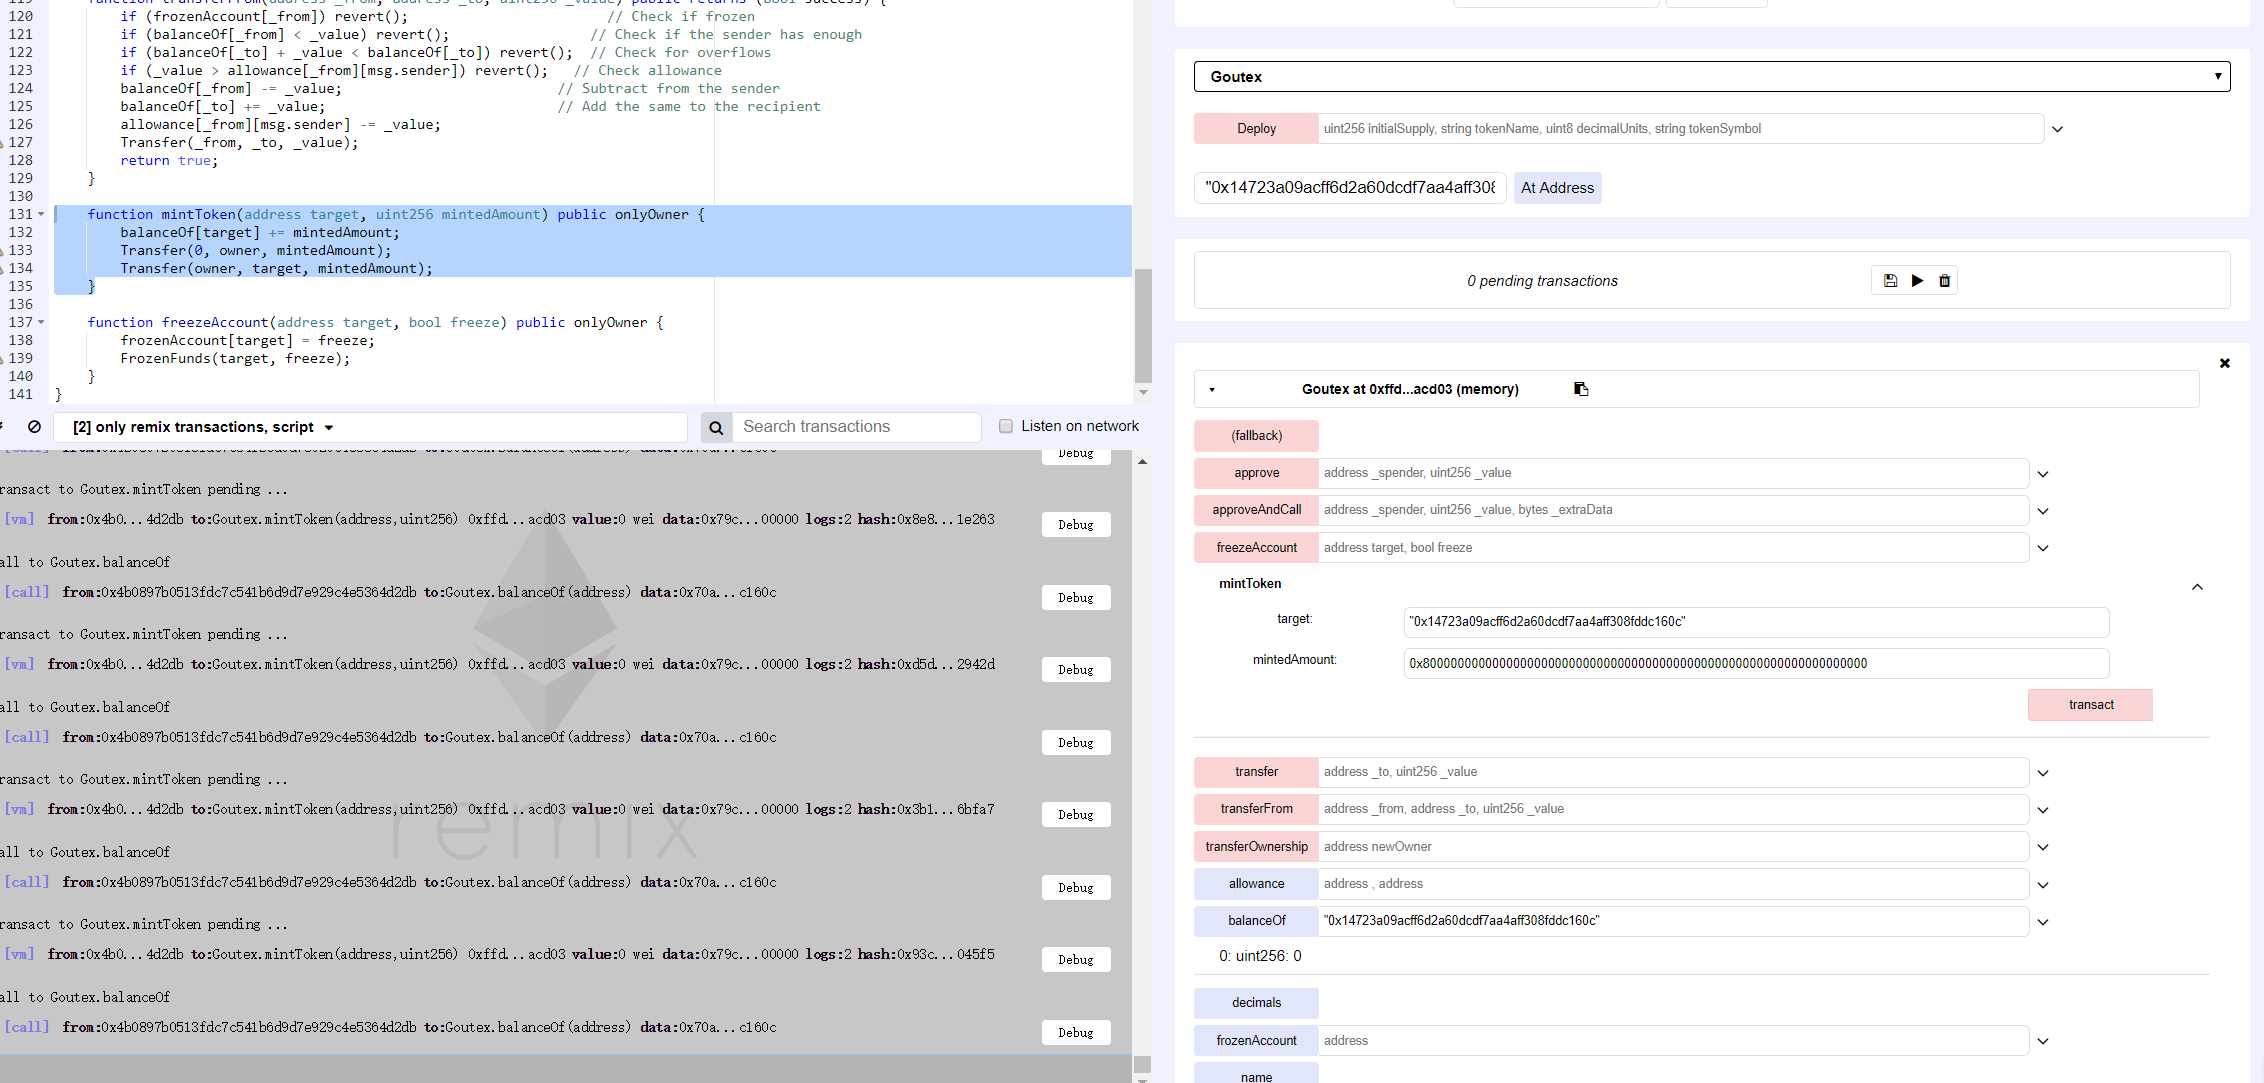 119 function transferFrom(address _from, address _to, uint256 _value) public returns (bool success) {
120 if (frozenAccount[_from]) revert(); // Check if frozen
121 if (balanceOf[_from] < _value) revert(); // Check if the sender has enough
122 if (balanceOf[_to] + _value < balanceOf[_to]) revert(); // Check for overflows
123 if (_value > allowance[_from][msg.sender]) revert(); // Check allowance
124 balanceOf[_from] -= _value; // Subtract from the sender
125 balanceOf[_to] += _value; // Add the same to the recipient
126 allowance[_from][msg.sender] -= _value;
127 Transfer(_from, _to, _value);
128 return true;
129 }
130
131 function mintToken(address target, uint256 mintedAmount) public onlyOwner {
132 balanceOf[target] += mintedAmount;
133 Transfer(0, owner, mintedAmount);
134 Transfer(owner, target, mintedAmount);
135 }
136
137 function freezeAccount(address target, bool freeze) public onlyOwner {
138 frozenAccount[target] = freeze;
139 FrozenFunds(target, freeze);
140 }
141 }
[2] only remix transactions, script
Search transactions
Listen on network
Debug
ransact to Goutex.mintToken pending ...
[vm] from:0x4b0...4d2db to:Goutex.mintToken(address,uint256) 0xffd...acd03 value:0 wei data:0x79c...00000 logs:2 hash:0x8e8...1e263 Debug
all to Goutex.balanceOf
[call] from:0x4b0897b0513fdc7c541b6d9d7e929c4e5364d2db to:Goutex.balanceOf(address) data:0x70a...c160c Debug
ransact to Goutex.mintToken pending ...
[vm] from:0x4b0...4d2db to:Goutex.mintToken(address,uint256) 0xffd...acd03 value:0 wei data:0x79c...00000 logs:2 hash:0xd5d...2942d Debug
all to Goutex.balanceOf
[call] from:0x4b0897b0513fdc7c541b6d9d7e929c4e5364d2db to:Goutex.balanceOf(address) data:0x70a...c160c Debug
ransact to Goutex.mintToken pending ...
[vm] from:0x4b0...4d2db to:Goutex.mintToken(address,uint256) 0xffd...acd03 value:0 wei data:0x79c...00000 logs:2 hash:0x3b1...6bfa7 Debug
remix
all to Goutex.balanceOf
[call] from:0x4b0897b0513fdc7c541b6d9d7e929c4e5364d2db to:Goutex.balanceOf(address) data:0x70a...c160c Debug
ransact to Goutex.mintToken pending ...
[vm] from:0x4b0...4d2db to:Goutex.mintToken(address,uint256) 0xffd...acd03 value:0 wei data:0x79c...00000 logs:2 hash:0x93c...045f5 Debug
all to Goutex.balanceOf
[call] from:0x4b0897b0513fdc7c541b6d9d7e929c4e5364d2db to:Goutex.balanceOf(address) data:0x70a...c160c Debug
Goutex
Deploy uint256 initialSupply, string tokenName, uint8 decimalUnits, string tokenSymbol
"0x14723a09acff6d2a60dcdf7aa4aff308 At Address
0 pending transactions
Goutex at 0xffd...acd03 (memory)
(fallback)
approve address _spender, uint256 _value
approveAndCall address _spender, uint256 _value, bytes _extraData
freezeAccount address target, bool freeze
mintToken
target: "0x14723a09acff6d2a60dcdf7aa4aff308fddc160c"
mintedAmount: 0x8000000000000000000000000000000000000000000000000000000000000000
transact
transfer address _to, uint256 _value
transferFrom address _from, address _to, uint256 _value
transferOwnership address newOwner
allowance address , address
balanceOf "0x14723a09acff6d2a60dcdf7aa4aff308fddc160c"
0: uint256: 0
decimals
frozenAccount address
name